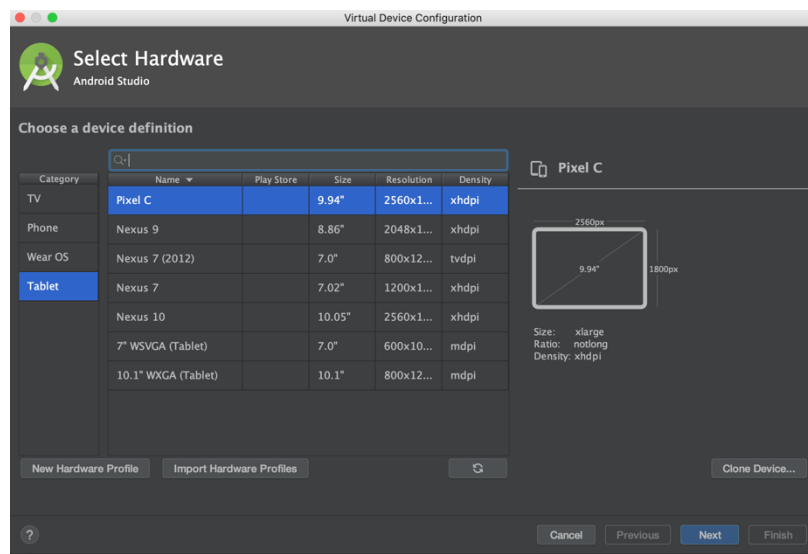 Virtual Device Configuration
Select Hardware
Android Studio
Choose a device definition
Category
TV
Phone
Wear OS
Tablet
Name Play Store Size Resolution Density
Pixel C 9.94" 2560x1... xhdpi
Nexus 9 8.86" 2048x1... xhdpi
Nexus 7 (2012) 7.0" 800x12... tvdpi
Nexus 7 7.02" 1200x1... xhdpi
Nexus 10 10.05" 2560x1... xhdpi
7" WSVGA (Tablet) 7.0" 600x10... mdpi
10.1" WXGA (Tablet) 10.1" 800x12... mdpi
New Hardware Profile Import Hardware Profiles
Pixel C
2560px
9.94" 1800px
Size: xlarge
Ratio: notlong
Density: xhdpi
Clone Device...
? Cancel Previous Next Finish